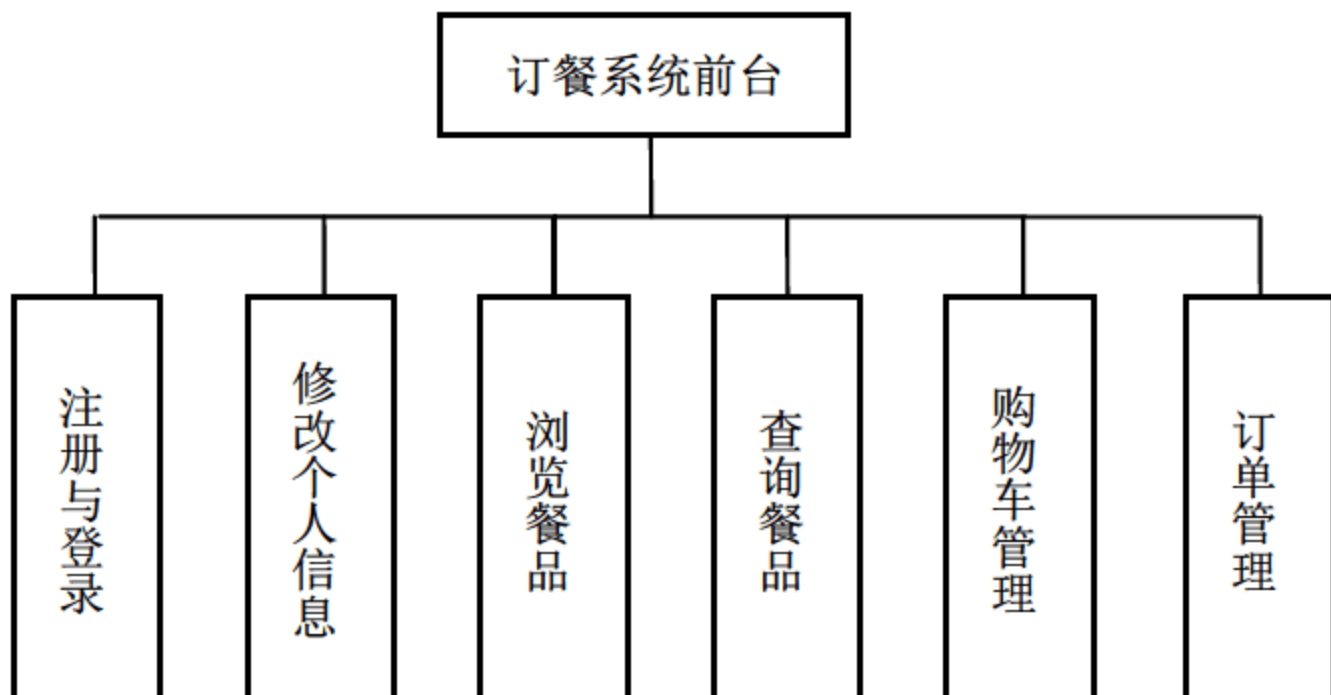 订餐系统前台
注册与登录
修改个人信息
浏览餐品
查询餐品
购物车管理
订单管理